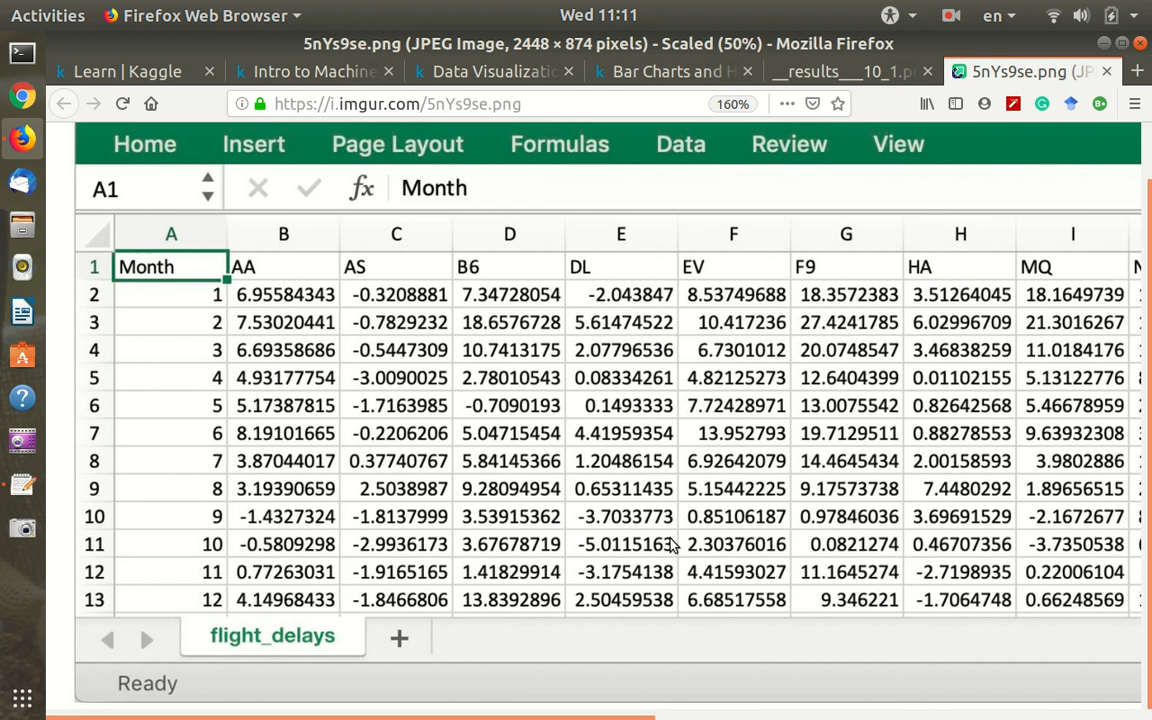 Activities Firefox Web Browser Wed 11:11 en
5nYs9se.png (JPEG Image, 2448 × 874 pixels) - Scaled (50%) - Mozilla Firefox
Learn | Kaggle Intro to Machine Data Visualizati Bar Charts and H __results___10_1.p 5nYs9se.png (JP
https://i.imgur.com/5nYs9se.png 160%
Home Insert Page Layout Formulas Data Review View
A1 fx Month
A B C D E F G H I
1 Month AA AS B6 DL EV F9 HA MQ N
2 1 6.95584343 -0.3208881 7.34728054 -2.043847 8.53749688 18.3572383 3.51264045 18.1649739
3 2 7.53020441 -0.7829232 18.6576728 5.61474522 10.417236 27.4241785 6.02996709 21.3016267
4 3 6.69358686 -0.5447309 10.7413175 2.07796536 6.7301012 20.0748547 3.46838259 11.0184176
5 4 4.93177754 -3.0090025 2.78010543 0.08334261 4.82125273 12.6404399 0.01102155 5.13122776
6 5 5.17387815 -1.7163985 -0.7090193 0.1493333 7.72428971 13.0075542 0.82642568 5.46678959
7 6 8.19101665 -0.2206206 5.04715454 4.41959354 13.952793 19.7129511 0.88278553 9.63932308
8 7 3.87044017 0.37740767 5.84145366 1.20486154 6.92642079 14.4645434 2.00158593 3.9802886
9 8 3.19390659 2.5038987 9.28094954 0.65311435 5.15442225 9.17573738 7.4480292 1.89656515
10 9 -1.4327324 -1.8137999 3.53915362 -3.7033773 0.85106187 0.97846036 3.69691529 -2.1672677
11 10 -0.5809298 -2.9936173 3.67678719 -5.0115163 2.30376016 0.0821274 0.46707356 -3.7350538
12 11 0.77263031 -1.9165165 1.41829914 -3.1754138 4.41593027 11.1645274 -2.7198935 0.22006104
13 12 4.14968433 -1.8466806 13.8392896 2.50459538 6.68517558 9.346221 -1.7064748 0.66248569
flight_delays +
Ready